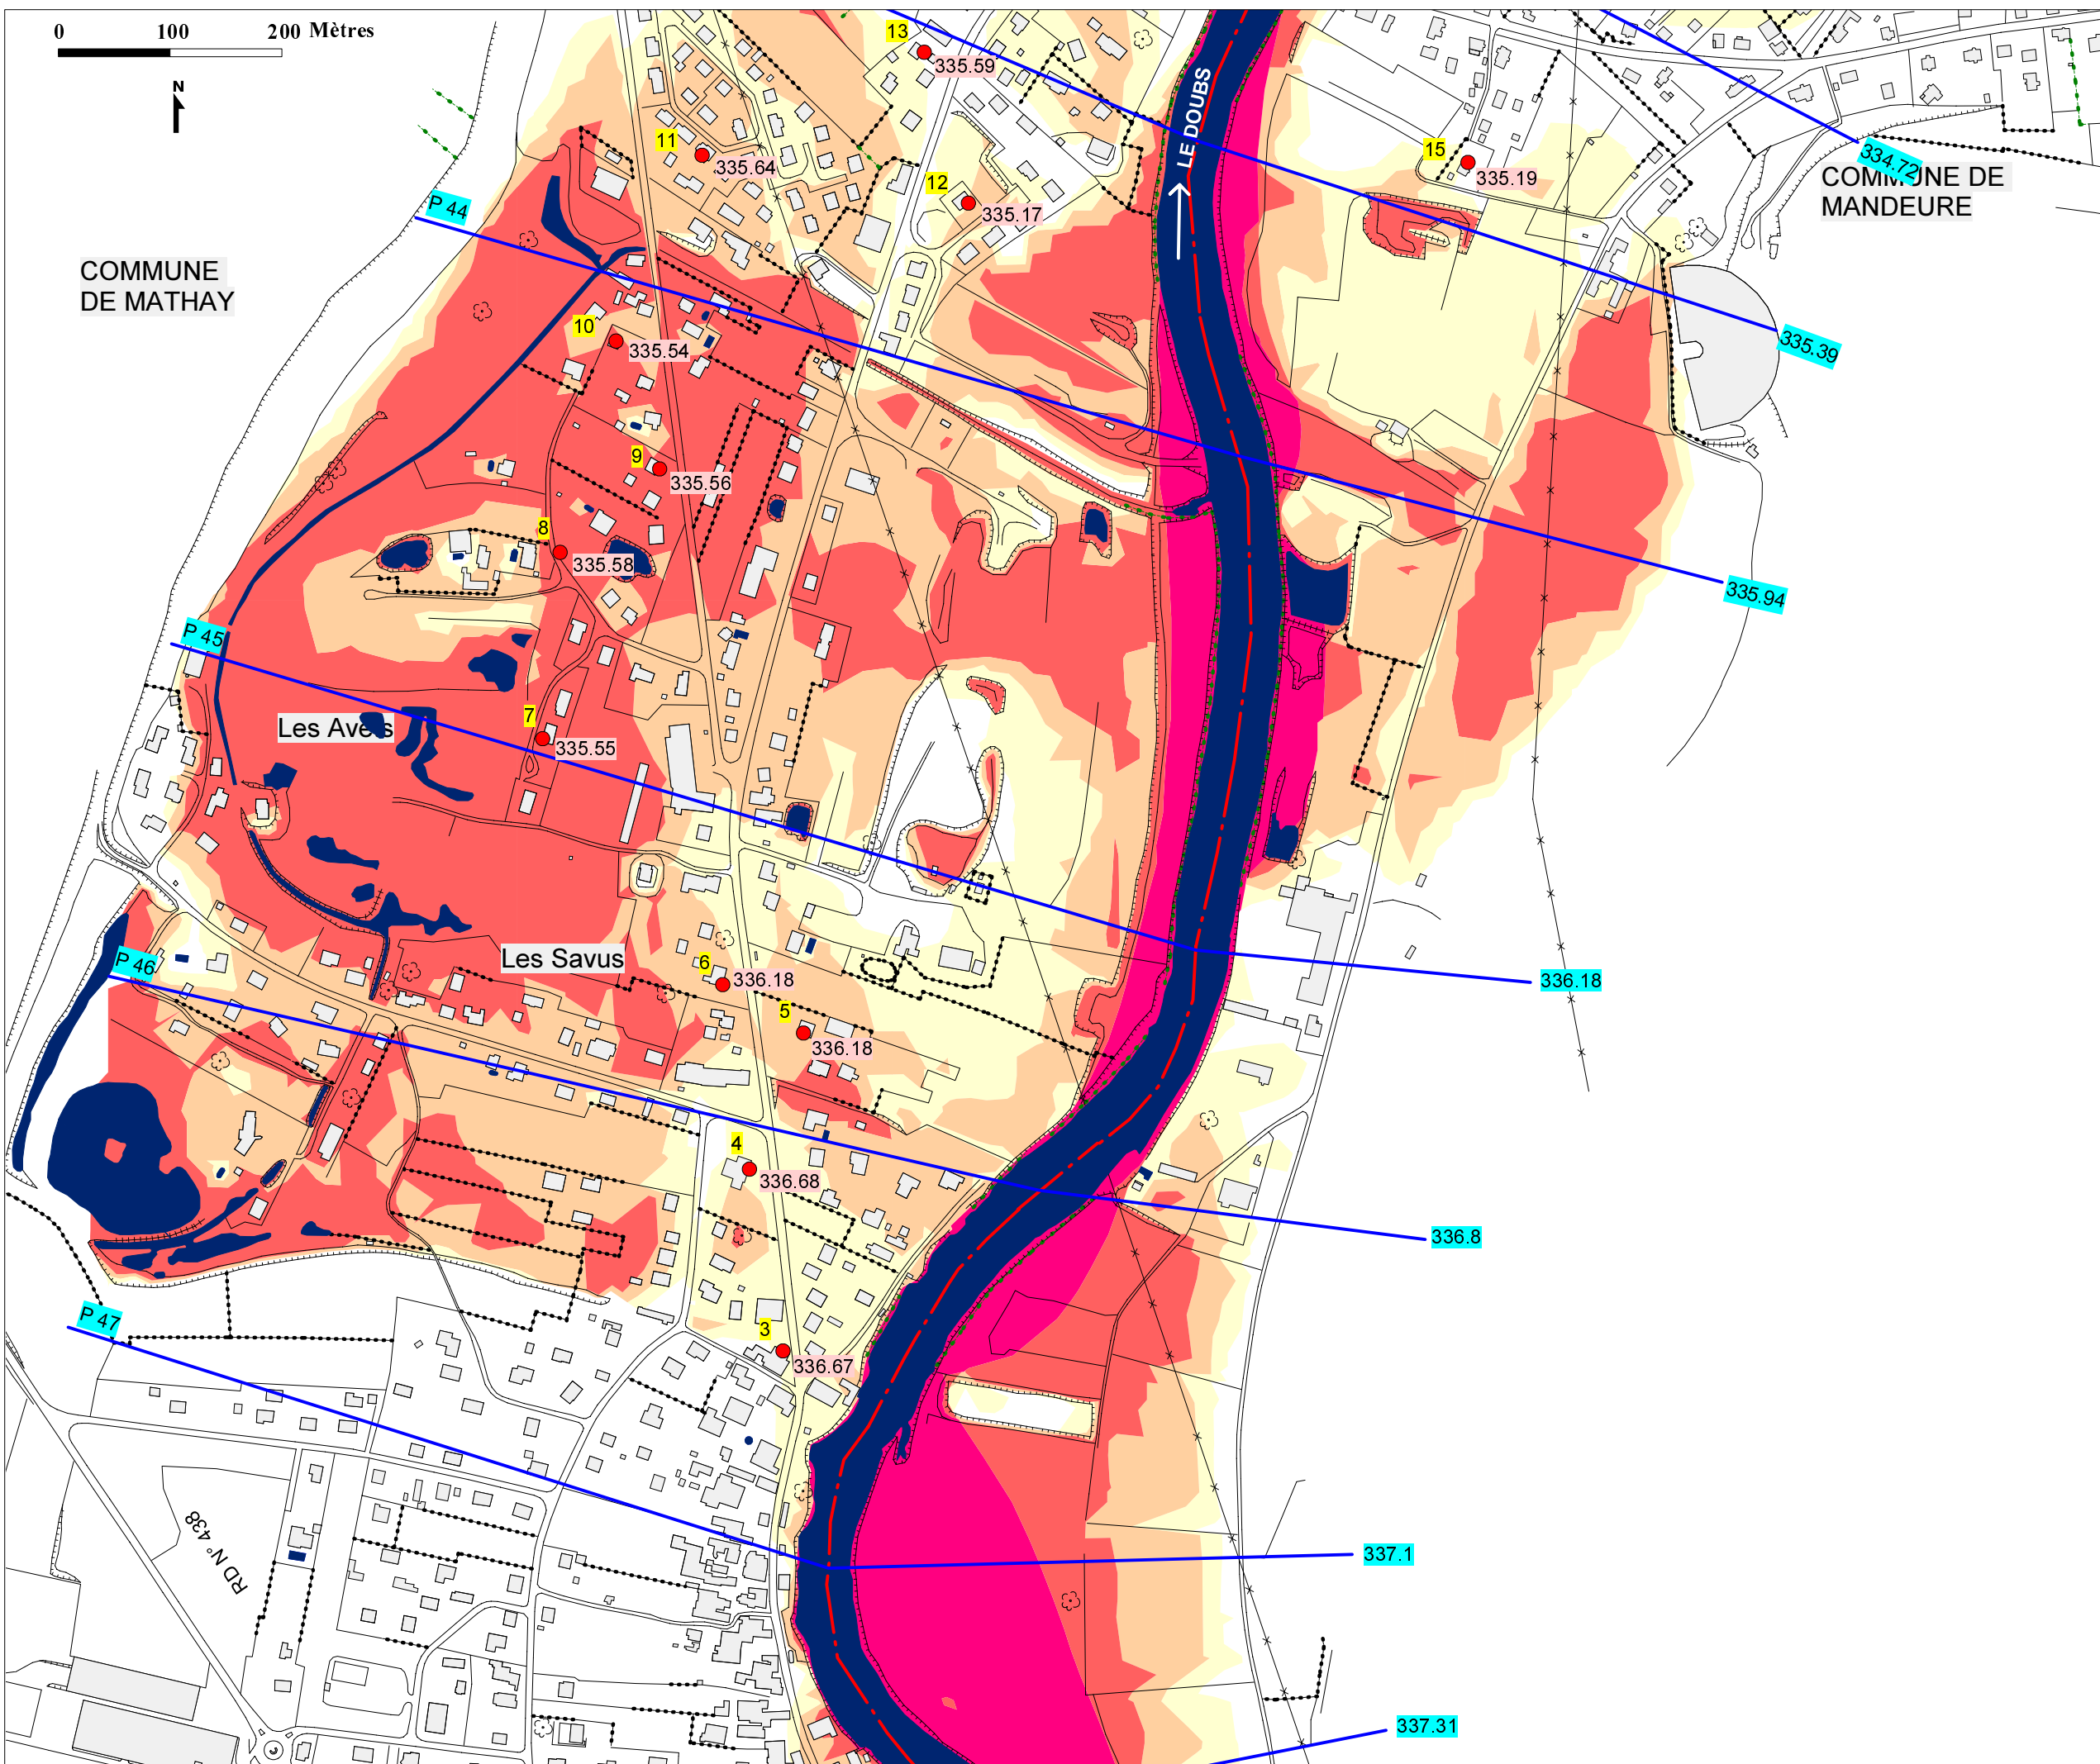 0 100 200 Mètres
N
13
335.59
LE DOUBS
11
335.64
15
335.19
334.72
COMMUNE DE
MANDEURE
12
335.17
P 44
COMMUNE
DE MATHAY
10
335.54
335.39
9
335.56
8
335.58
335.94
P 45
7
335.55
Les Avels
Les Savus
P 46
6
336.18
336.18
5
336.18
4
336.68
336.8
P 47
3
336.67
RD N°438
337.1
337.31